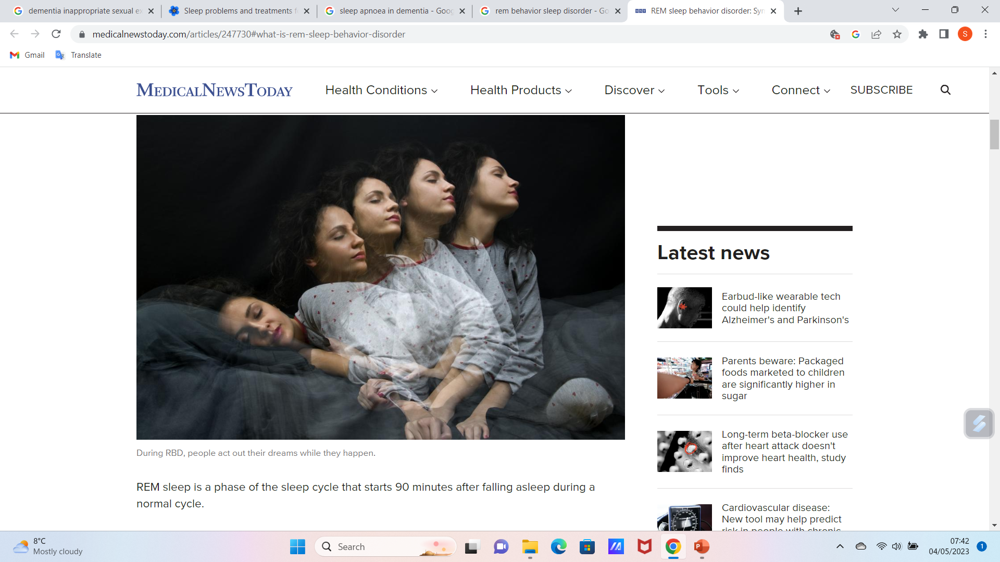 dementia inappropriate sexual ex
Sleep problems and treatments f
sleep apnoea in dementia - Goog
rem behavior sleep disorder - Go
REM sleep behavior disorder: Syn
medicalnewstoday.com/articles/247730#what-is-rem-sleep-behavior-disorder
S
Gmail
Translate
MEDICALNEWSTODAY
Health Conditions
Health Products
Discover
Tools
Connect
SUBSCRIBE
During RBD, people act out their dreams while they happen.
REM sleep is a phase of the sleep cycle that starts 90 minutes after falling asleep during a
normal cycle.
Latest news
Earbud-like wearable tech
could help identify
Alzheimer's and Parkinson's
Parents beware: Packaged
foods marketed to children
are significantly higher in
sugar
Long-term beta-blocker use
after heart attack doesn't
improve heart health, study
finds
Cardiovascular disease:
New tool may help predict
risk in people with chronic
8°C
Mostly cloudy
Search
07:42
04/05/2023
1